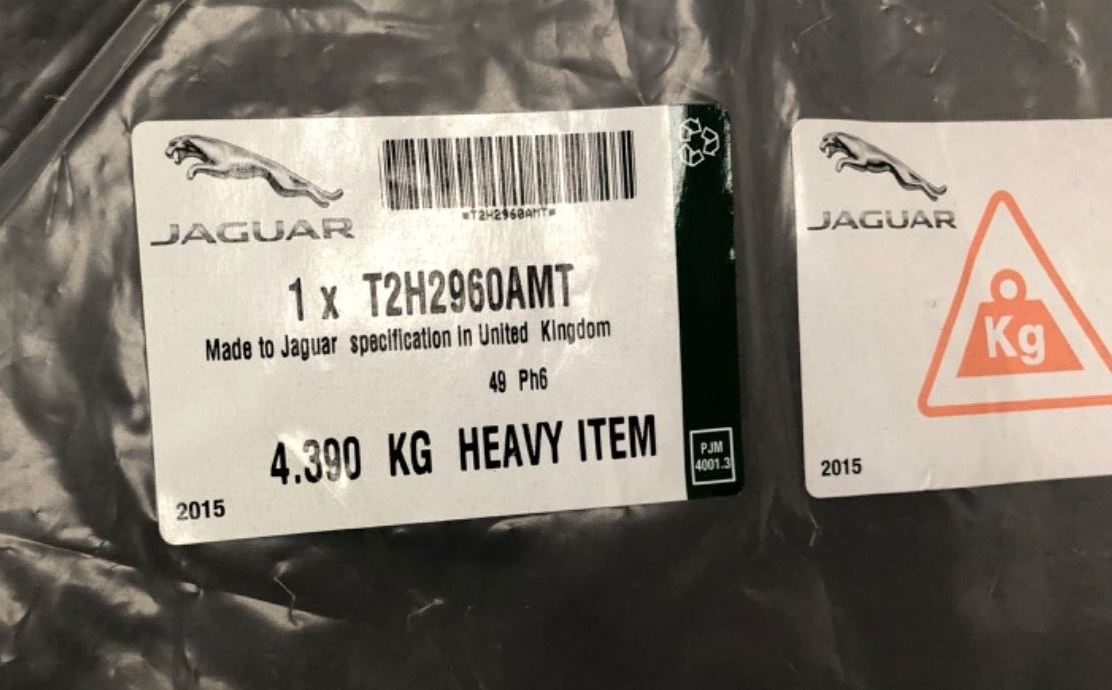 JAGUAR
*T2H2960AMT*
1 x T2H2960AMT
Made to Jaguar specification in United Kingdom
49 Ph6
4.390 KG HEAVY ITEM
2015
PJM
4001.3
JAGUAR
Kg
2015